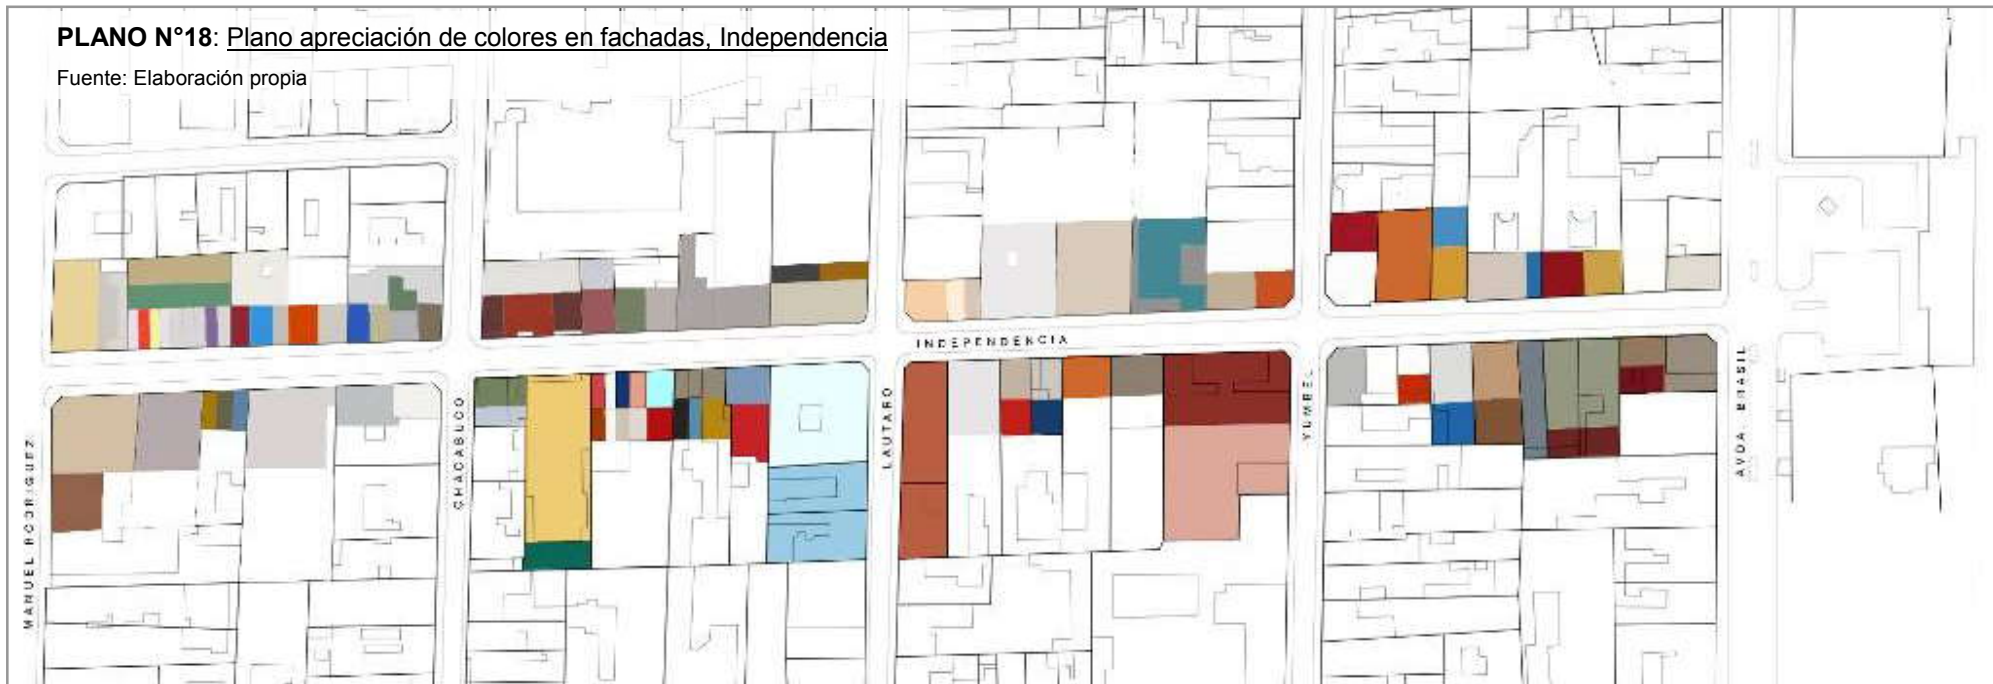 PLANO N°18: Plano apreciación de colores en fachadas, Independencia
Fuente: Elaboración propia
INDEPENDENCIA
MANUEL RODRIGUEZ
CHACABUCO
LAUTARO
YUMBEL
AVDA. BRASIL